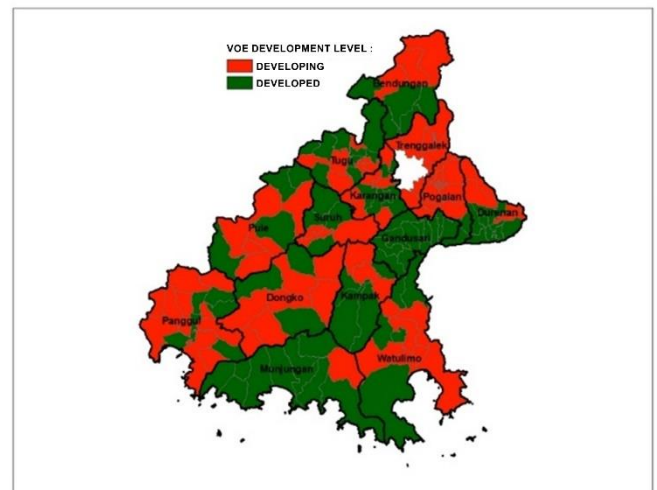 VOE DEVELOPMENT LEVEL :
DEVELOPING
DEVELOPED
Bendungan
Trenggalek
Tugu
Karangan
Pogalan
Durenan
Suruh
Pule
Gandusari
Dongko
Kampak
Panggul
Watulimo
Munjungan